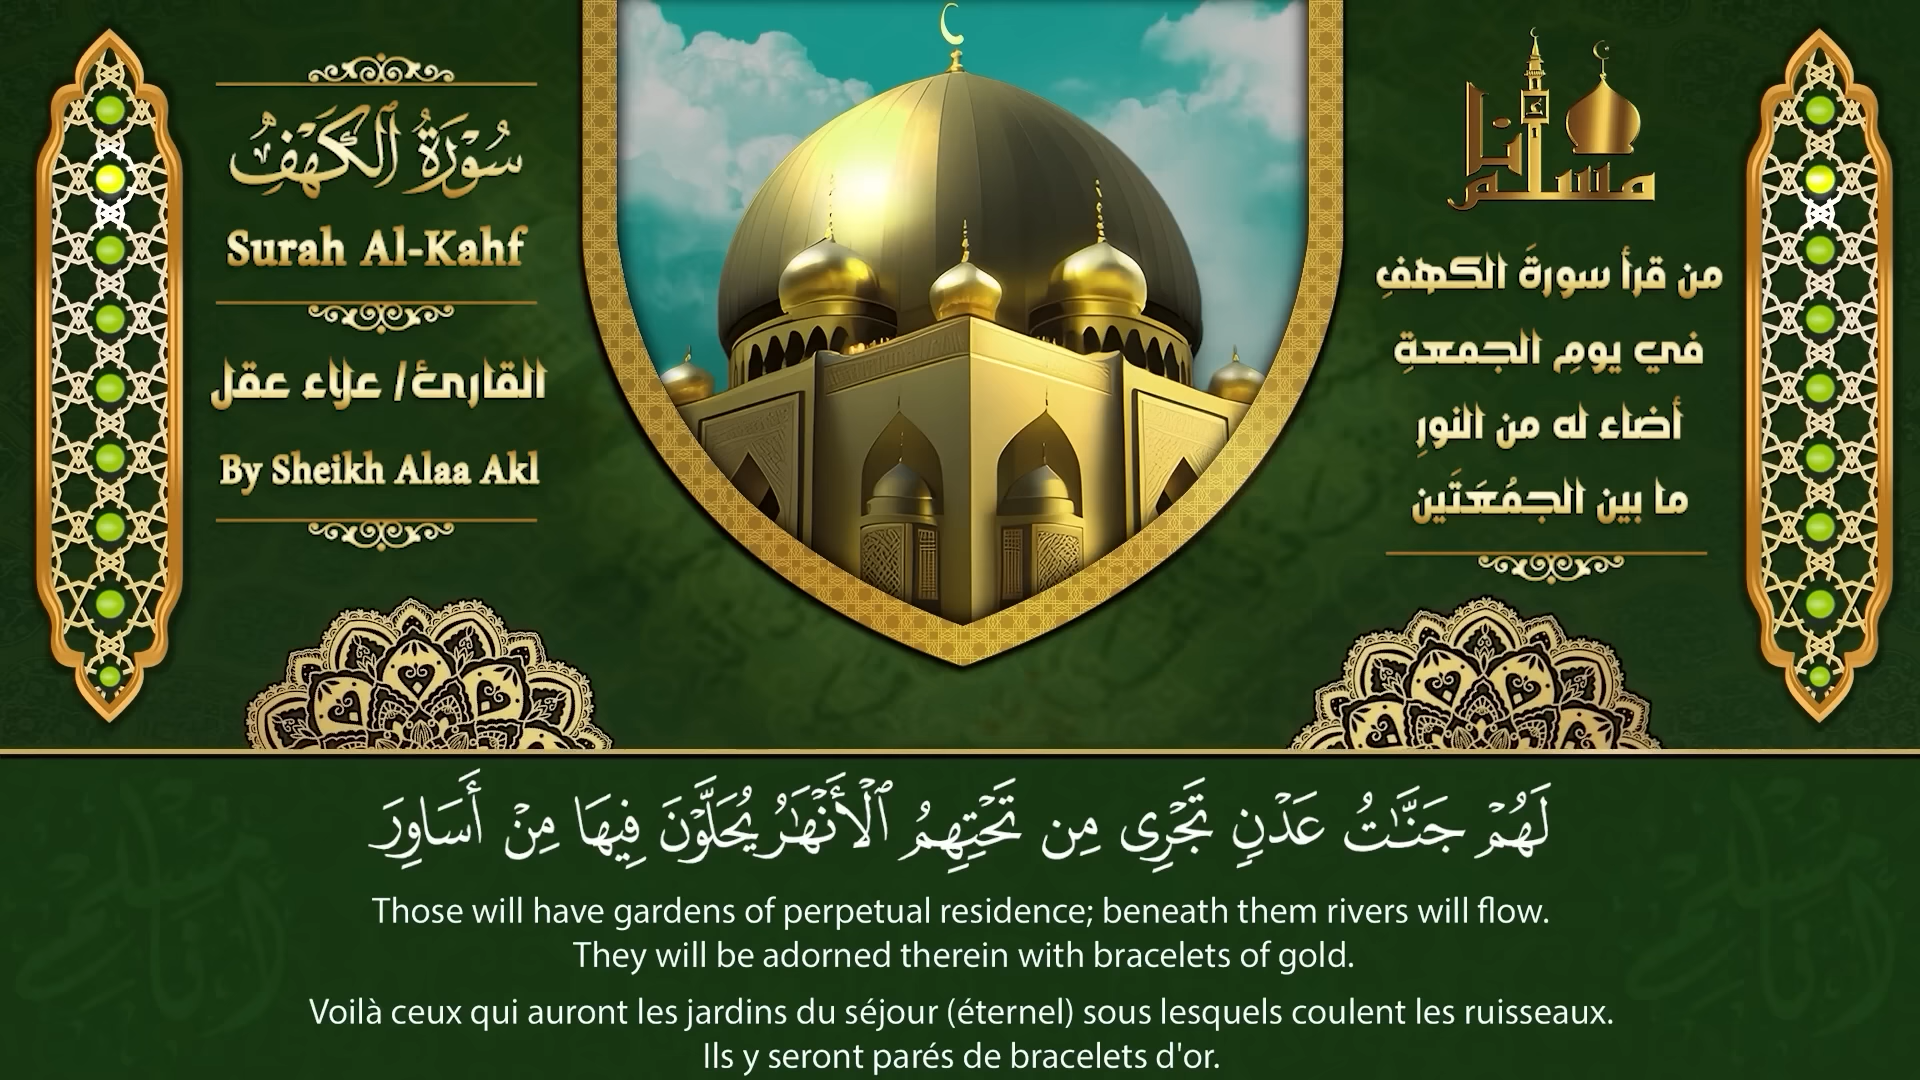 سُوْرَةُ ٱلْكَهْفِ
Surah Al-Kahf
القارئ/ علاء عقل
By Sheikh Alaa Akl
أنا
مسلم
من قرأ سورةَ الكهفِ
في يومِ الجمعةِ
أضاء له من النورِ
ما بين الجمُعَتَين
لَهُمْ جَنَّٰتُ عَدْنٍ تَجْرِى مِن تَحْتِهِمُ ٱلْأَنْهَٰرُ يُحَلَّوْنَ فِيهَا مِنْ أَسَاوِرَ
Those will have gardens of perpetual residence; beneath them rivers will flow.
They will be adorned therein with bracelets of gold.
Voilà ceux qui auront les jardins du séjour (éternel) sous lesquels coulent les ruisseaux.
Ils y seront parés de bracelets d'or.